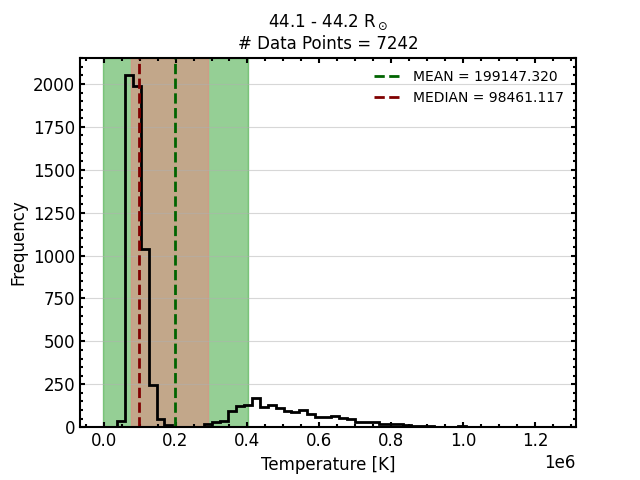 44.1 - 44.2 R⊙
# Data Points = 7242
MEAN = 199147.320
MEDIAN = 98461.117
Frequency
2000
1750
1500
1250
1000
750
500
250
0
0.0 0.2 0.4 0.6 0.8 1.0 1.2
1e6
Temperature [K]